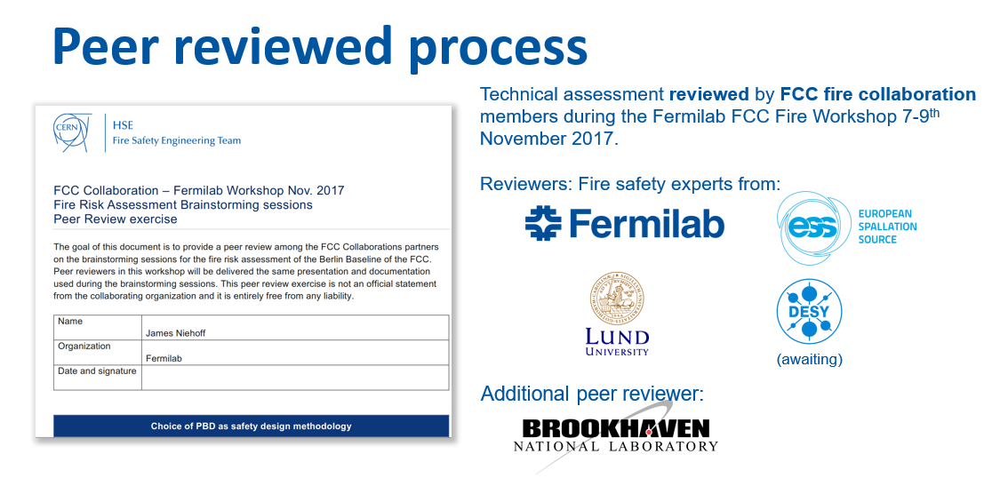 Peer reviewed process
CERN
HSE
Fire Safety Engineering Team
FCC Collaboration – Fermilab Workshop Nov. 2017
Fire Risk Assessment Brainstorming sessions
Peer Review exercise
The goal of this document is to provide a peer review among the FCC Collaborations partners
on the brainstorming sessions for the fire risk assessment of the Berlin Baseline of the FCC.
Peer reviewers in this workshop will be delivered the same presentation and documentation
used during the brainstorming sessions. This peer review exercise is not an official statement
from the collaborating organization and it is entirely free from any liability.
Name
James Niehoff
Organization
Fermilab
Date and signature
Choice of PBD as safety design methodology
Technical assessment reviewed by FCC fire collaboration
members during the Fermilab FCC Fire Workshop 7-9th
November 2017.
Reviewers: Fire safety experts from:
Fermilab
ess
EUROPEAN
SPALLATION
SOURCE
LUND
UNIVERSITY
DESY
(awaiting)
Additional peer reviewer:
BROOKHAVEN
NATIONAL LABORATORY